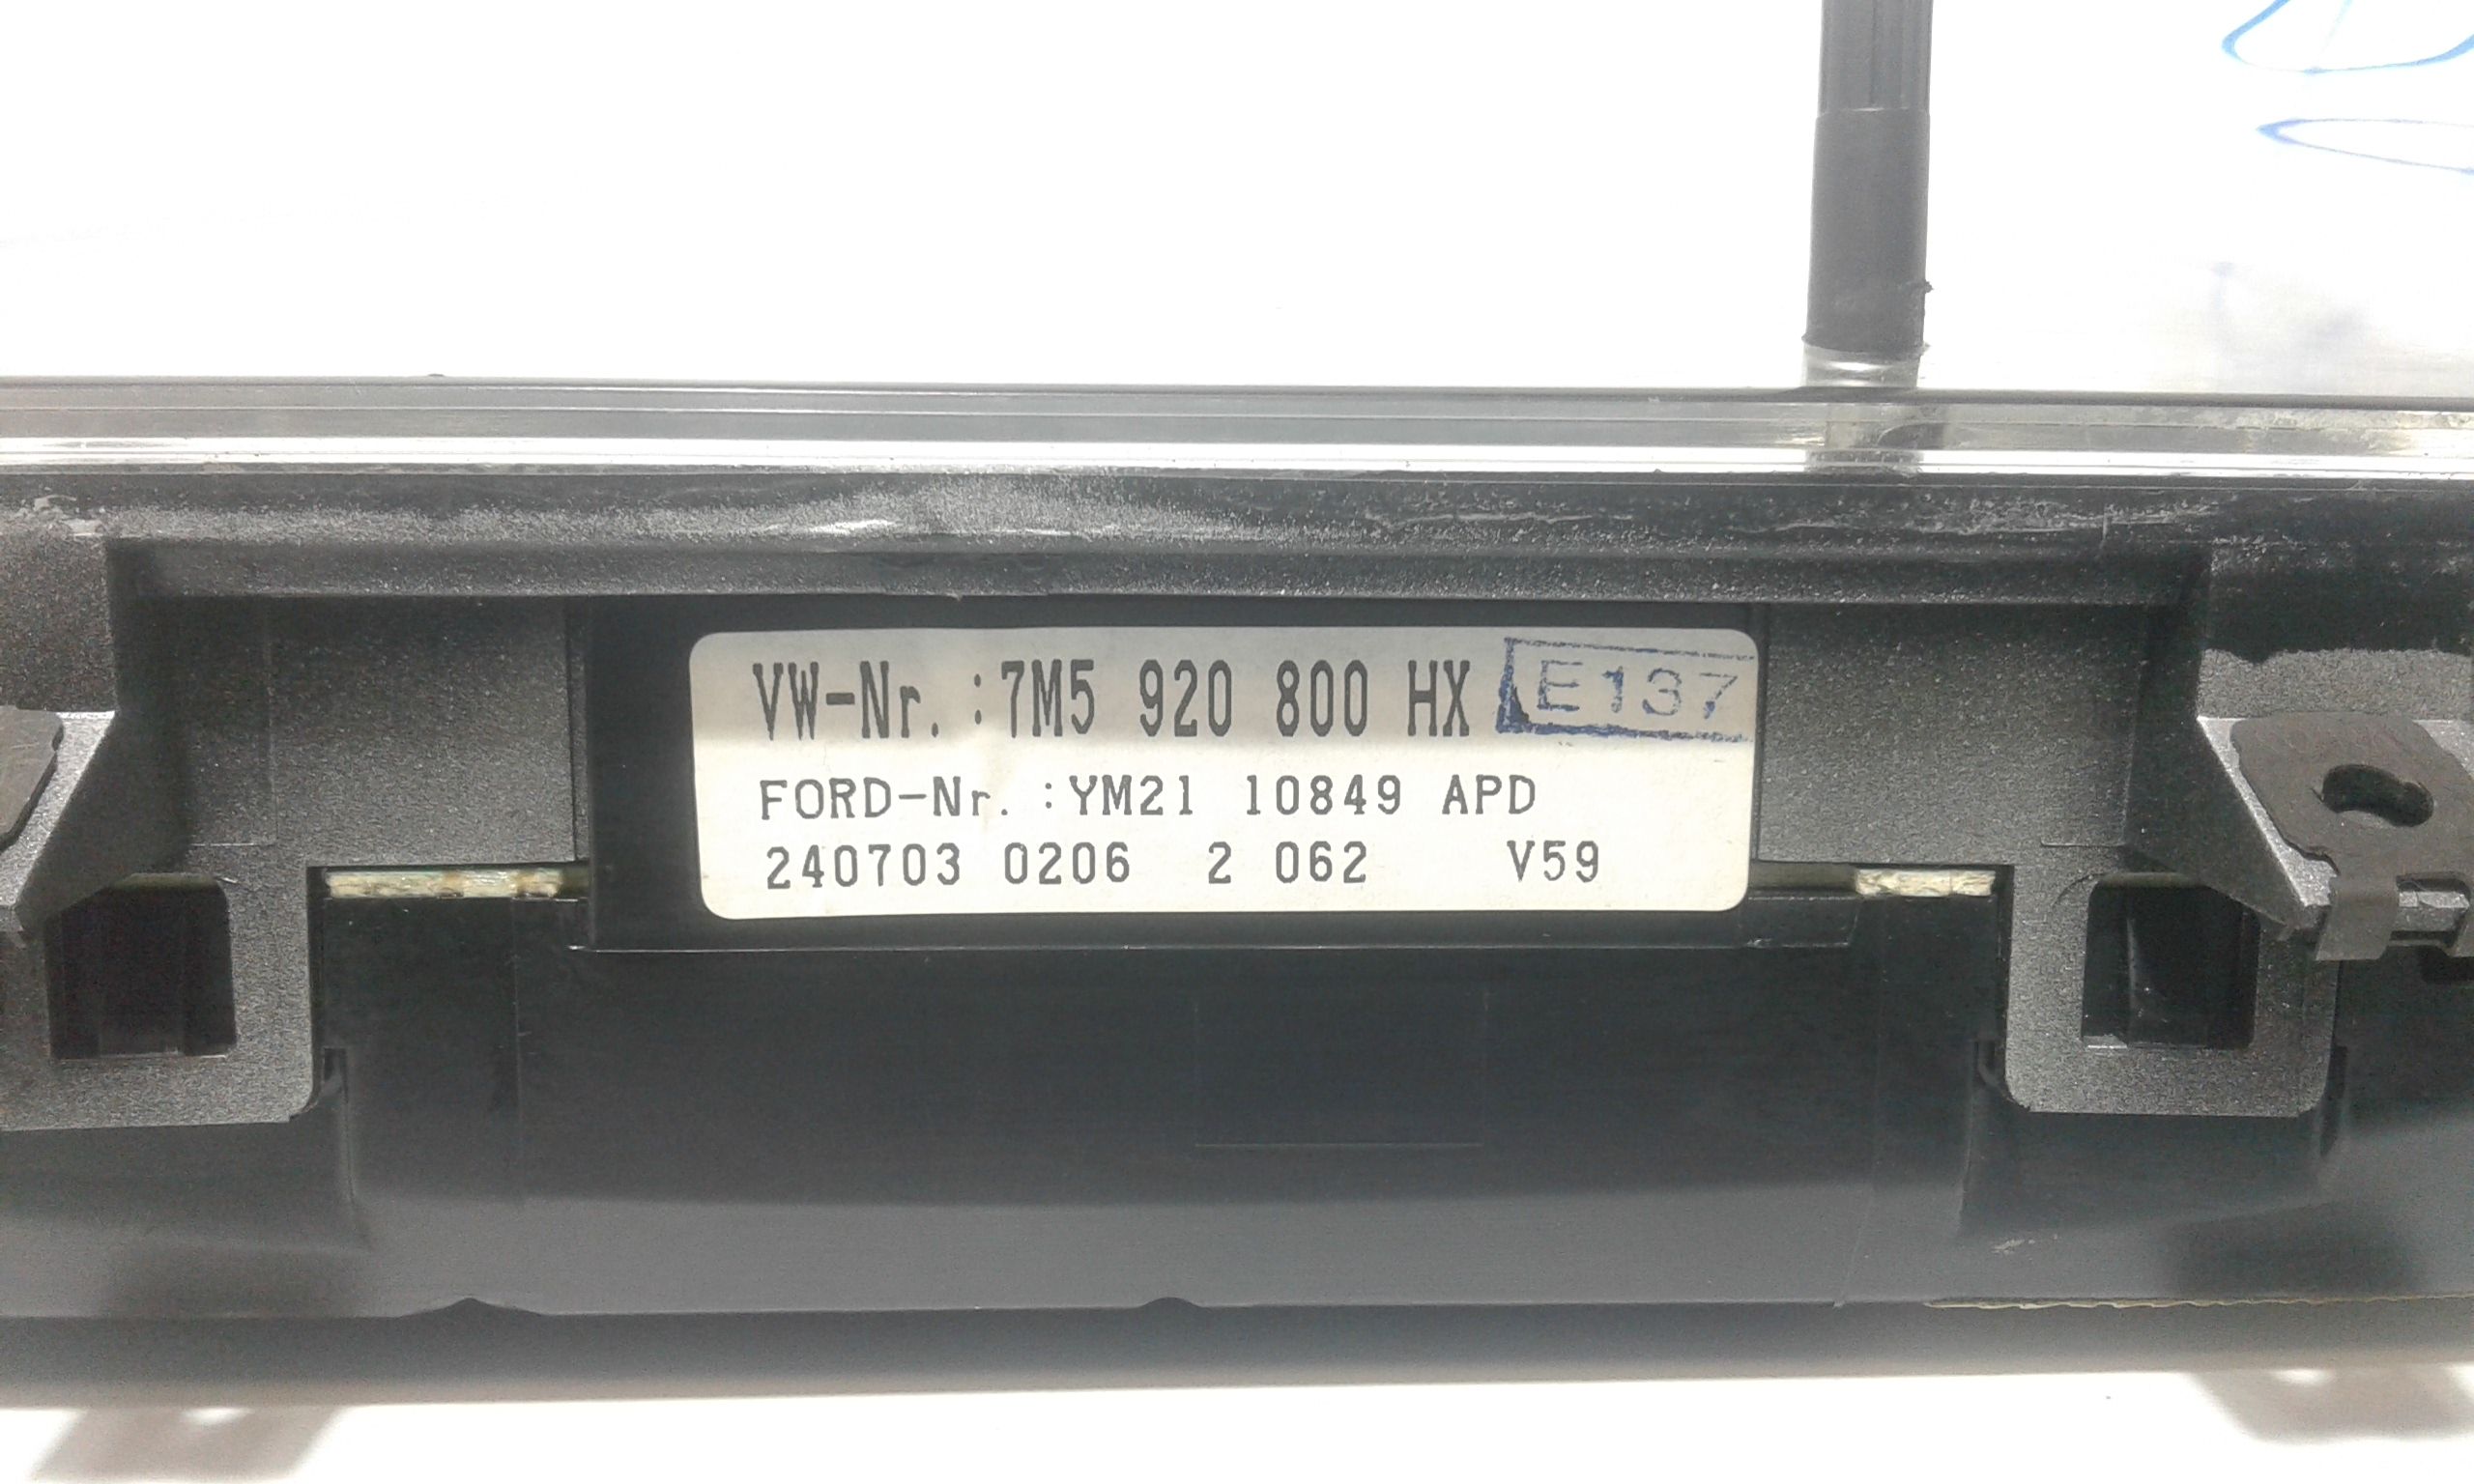 VW-Nr. :7M5 920 800 HX E137
FORD-Nr. :YM21 10849 APD
240703 0206 2 062 V59